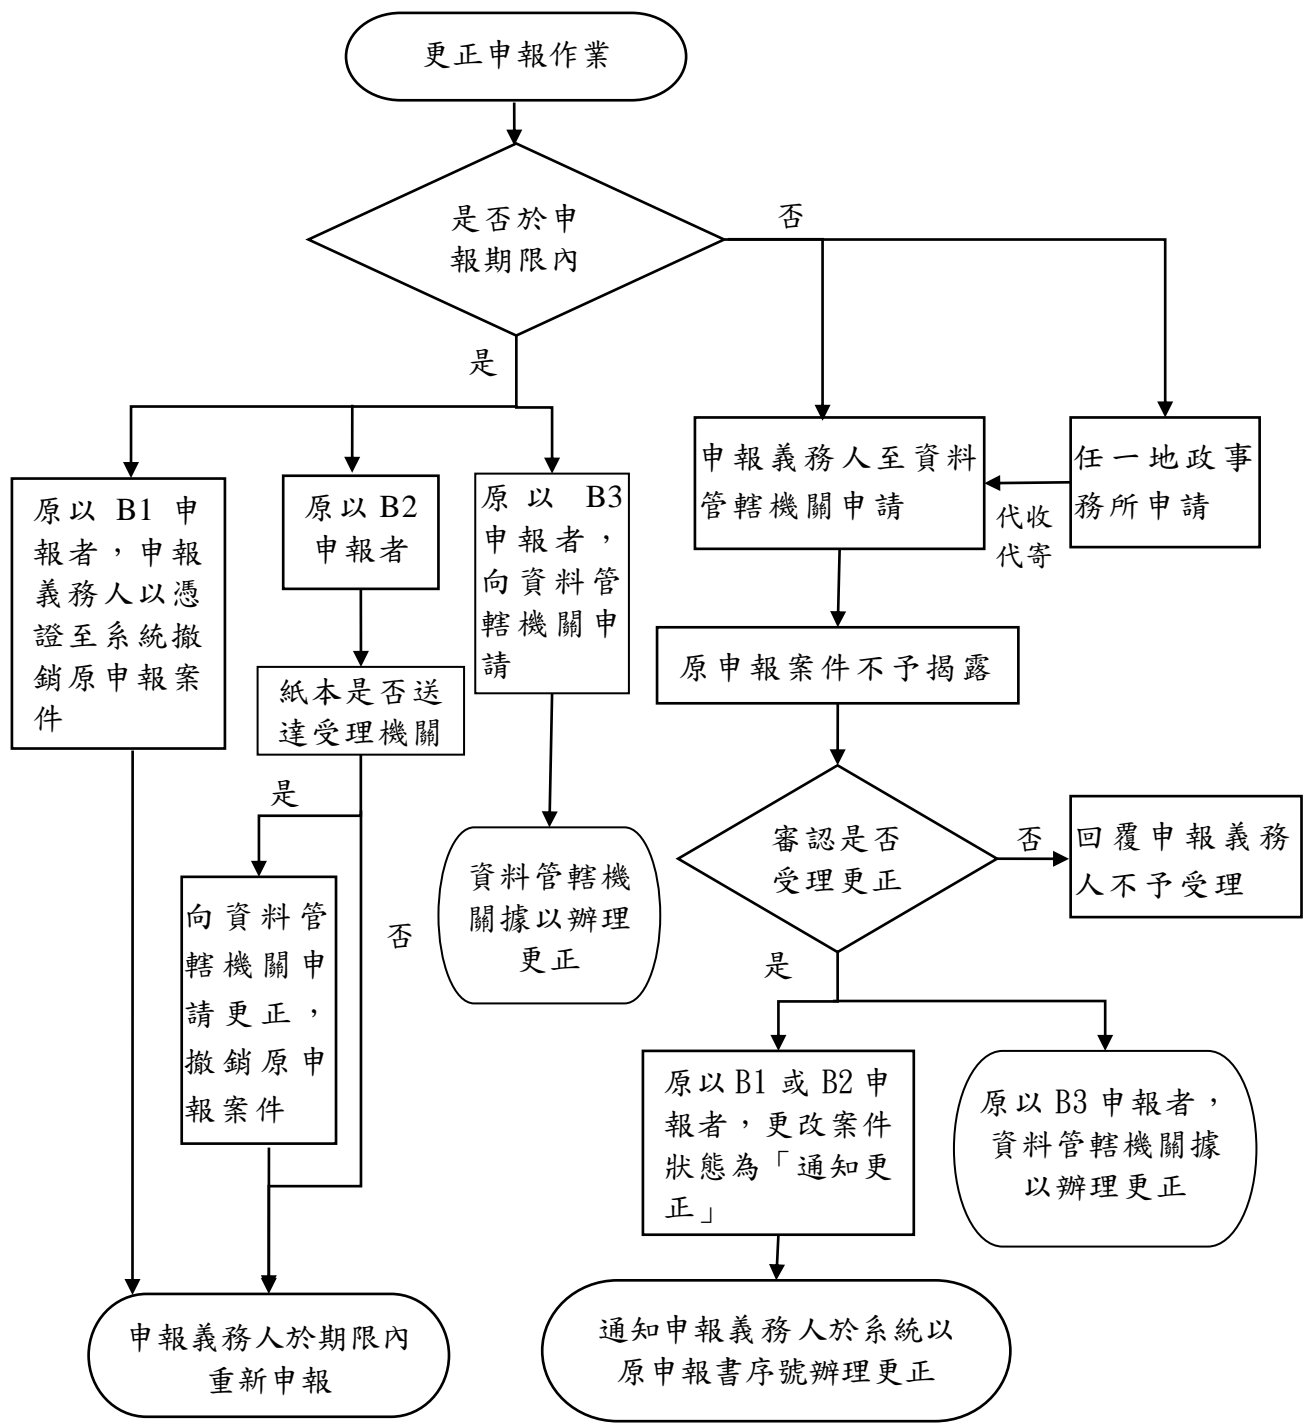 更正申報作業
是否於申
報期限內
否
是
原以 B1 申
報者，申報
義務人以憑
證至系統撤
銷原申報案
件
原以 B2
申報者
原以 B3
申報者，
向資料管
轄機關申
請
申報義務人至資料
管轄機關申請
任一地政事
務所申請
代收
代寄
紙本是否送
達受理機關
原申報案件不予揭露
是
向資料管
轄機關申
請更正，
撤銷原申
報案件
否
資料管轄機
關據以辦理
更正
審認是否
受理更正
否
回覆申報義務
人不予受理
是
原以 B1 或 B2 申
報者，更改案件
狀態為「通知更
正」
原以 B3 申報者，
資料管轄機關據
以辦理更正
申報義務人於期限內
重新申報
通知申報義務人於系統以
原申報書序號辦理更正